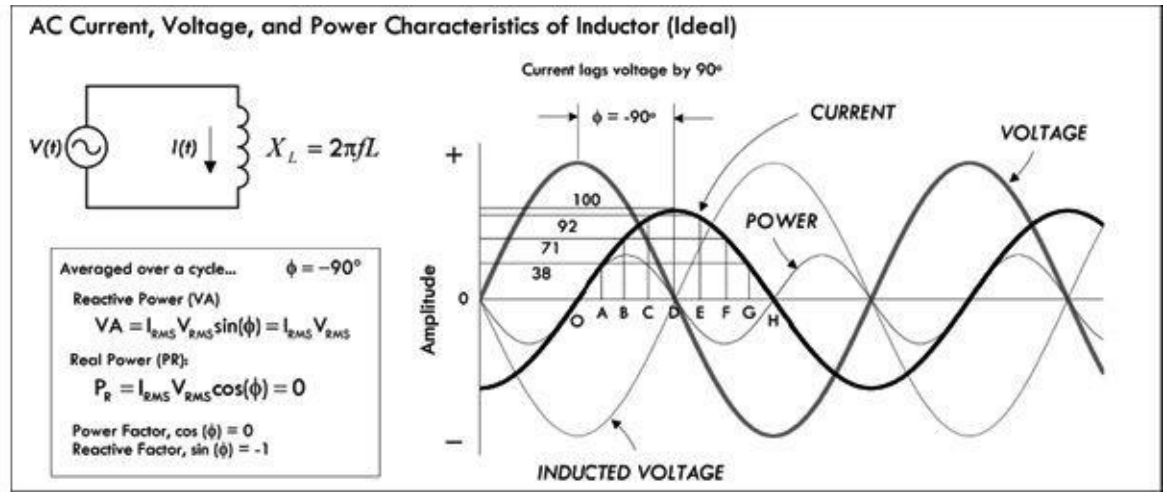 AC Current, Voltage, and Power Characteristics of Inductor (Ideal)
V(t)
I(t)
X_L = 2πfL
Averaged over a cycle... ϕ = −90°
Reactive Power (VA)
VA = I_RMS V_RMS sin(ϕ) = I_RMS V_RMS
Real Power (PR):
P_R = I_RMS V_RMS cos(ϕ) = 0
Power Factor, cos (ϕ) = 0
Reactive Factor, sin (ϕ) = -1
Current lags voltage by 90°
ϕ = -90°
CURRENT
VOLTAGE
POWER
+
100
92
71
38
Amplitude
0
O A B C D E F G H
−
INDUCTED VOLTAGE